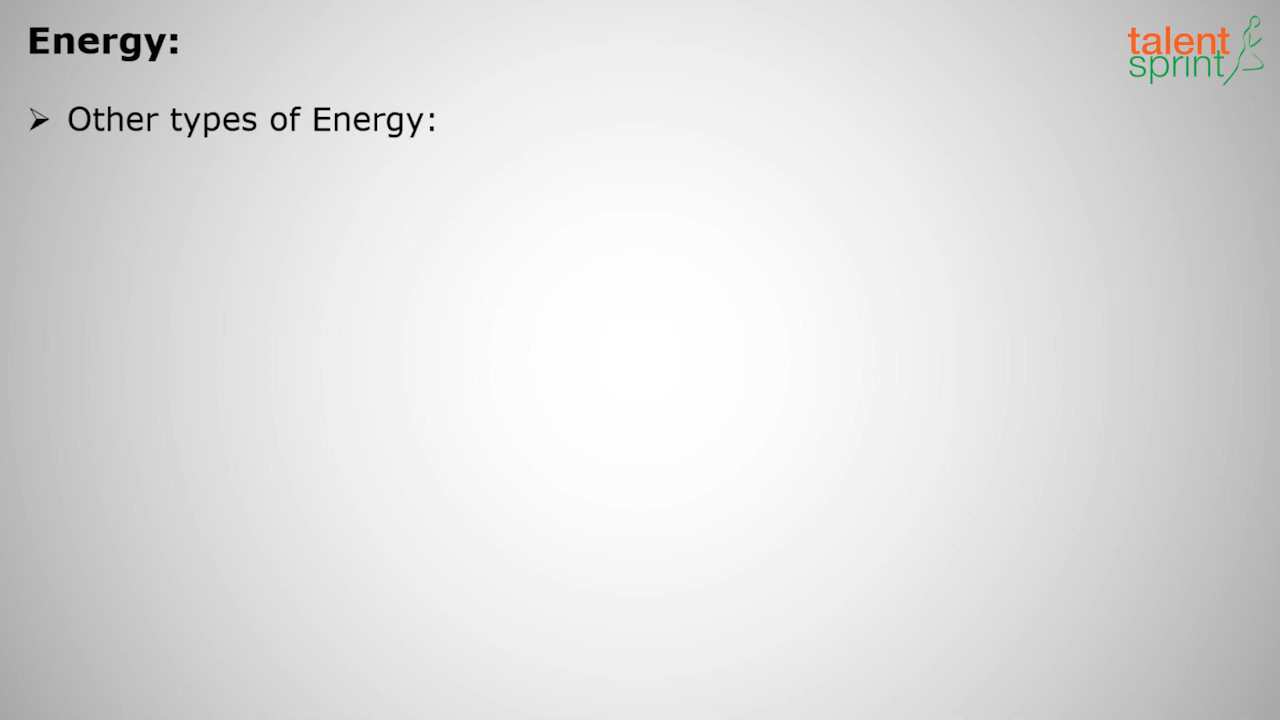 Energy:
talent
sprint
➢ Other types of Energy: